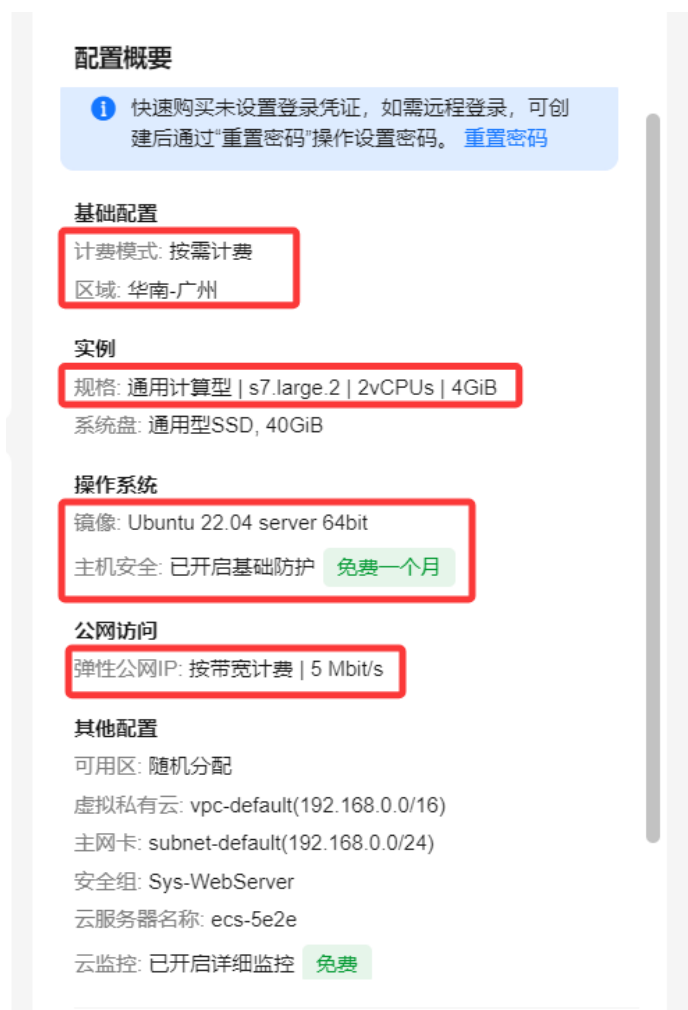 配置概要
快速购买未设置登录凭证，如需远程登录，可创
建后通过“重置密码”操作设置密码。 重置密码
基础配置
计费模式: 按需计费
区域: 华南-广州
实例
规格: 通用计算型 | s7.large.2 | 2vCPUs | 4GiB
系统盘: 通用型SSD, 40GiB
操作系统
镜像: Ubuntu 22.04 server 64bit
主机安全: 已开启基础防护 免费一个月
公网访问
弹性公网IP: 按带宽计费 | 5 Mbit/s
其他配置
可用区: 随机分配
虚拟私有云: vpc-default(192.168.0.0/16)
主网卡: subnet-default(192.168.0.0/24)
安全组: Sys-WebServer
云服务器名称: ecs-5e2e
云监控: 已开启详细监控 免费